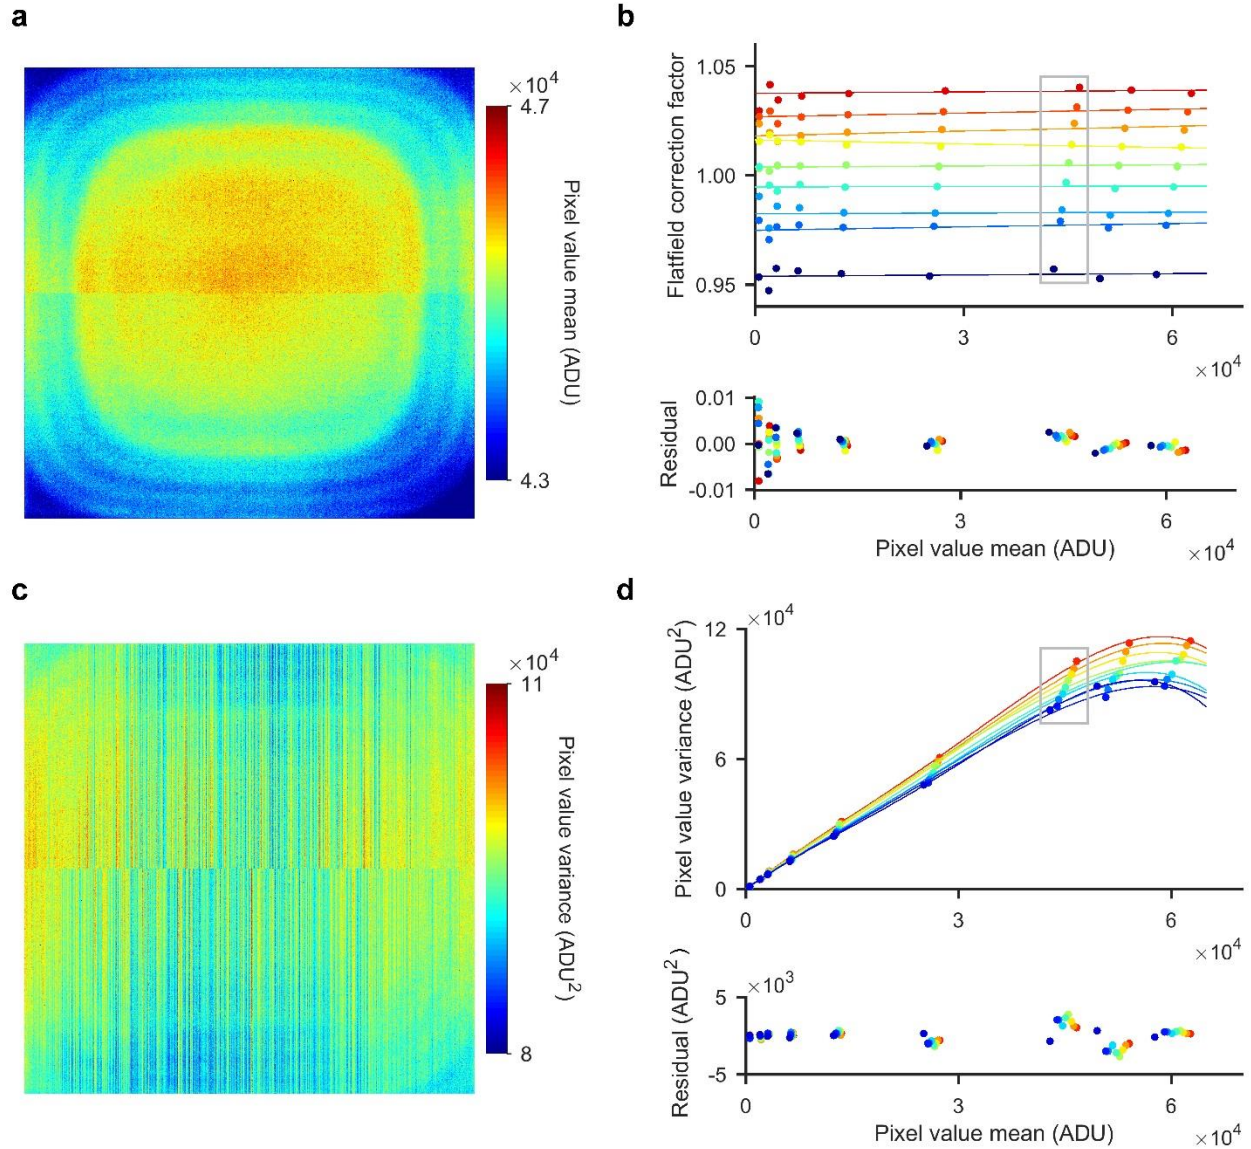 a
×10⁴
4.7
Pixel value mean (ADU)
4.3
b
Flatfield correction factor
1.05
1.00
0.95
0
3
6
×10⁴
Residual
0.01
0.00
-0.01
0
3
6
Pixel value mean (ADU)
×10⁴
c
×10⁴
11
Pixel value variance (ADU²)
8
d
×10⁴
Pixel value variance (ADU²)
12
6
0
0
3
6
×10⁴
Residual (ADU²)
×10³
5
-5
0
3
6
Pixel value mean (ADU)
×10⁴